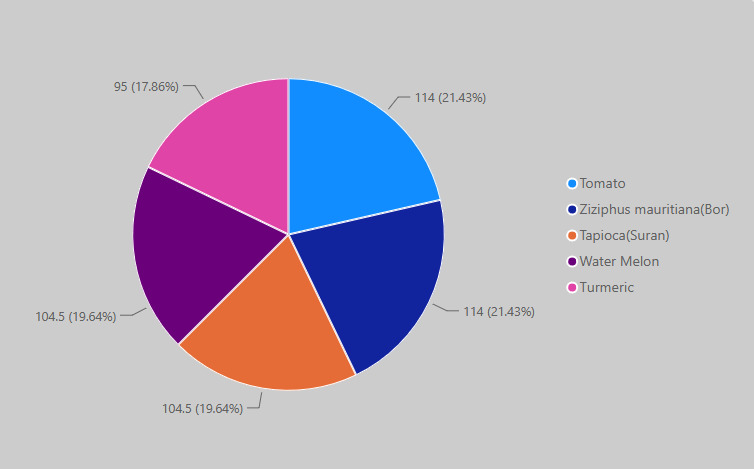 95 (17.86%)
114 (21.43%)
104.5 (19.64%)
114 (21.43%)
104.5 (19.64%)
Tomato
Ziziphus mauritiana(Bor)
Tapioca(Suran)
Water Melon
Turmeric